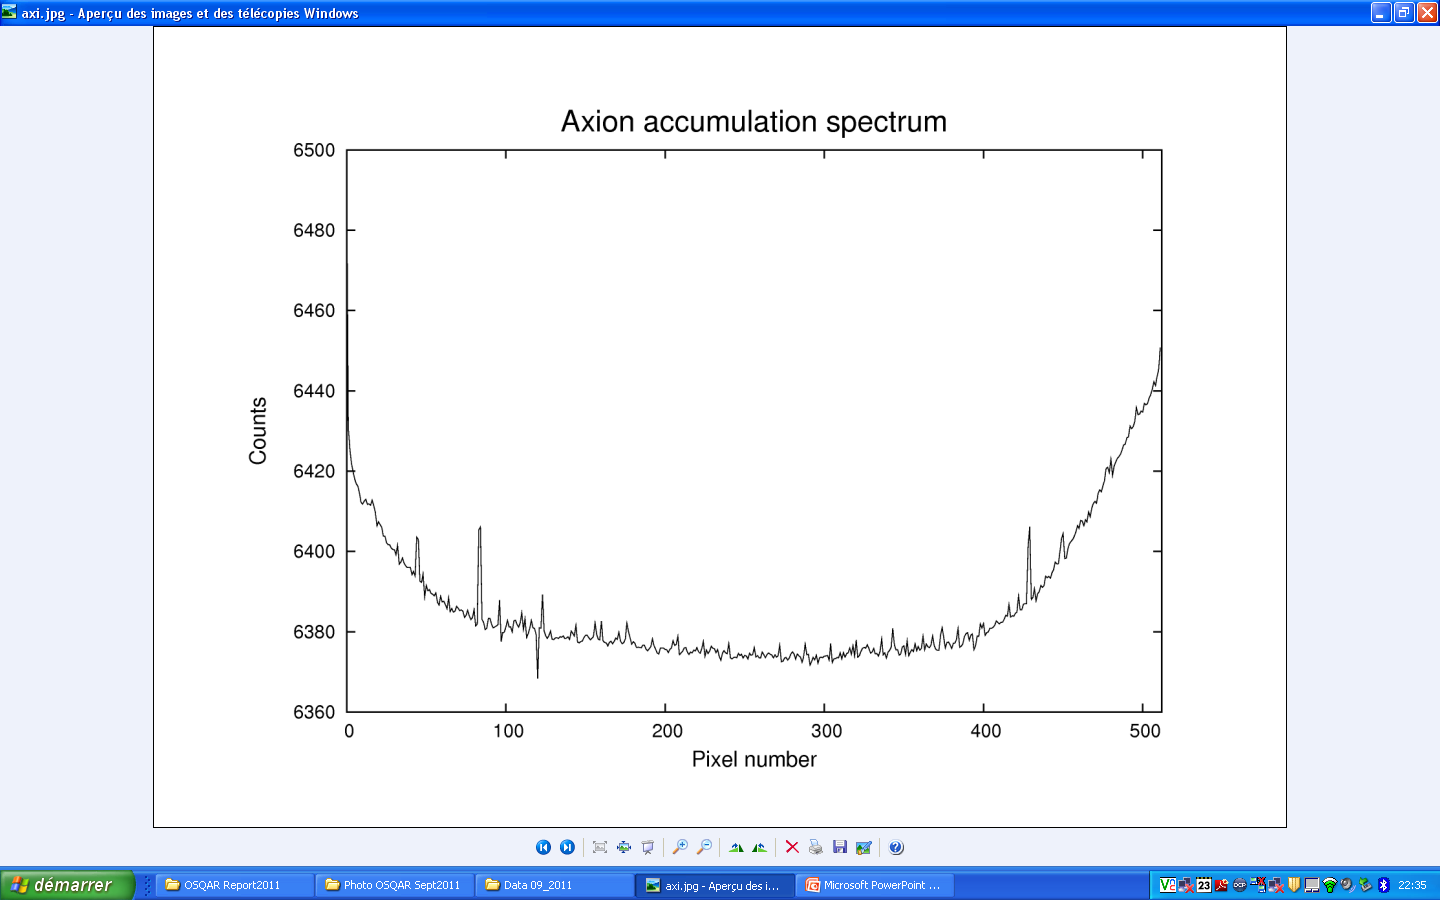 axi.jpg - Aperçu des images et des télécopies Windows
Axion accumulation spectrum
6500
6480
6460
6440
6420
6400
6380
6360
Counts
0 100 200 300 400 500
Pixel number
démarrer
OSQAR Report2011
Photo OSQAR Sept2011
Data 09_2011
axi.jpg - Aperçu des i...
Microsoft PowerPoint ...
23
22:35